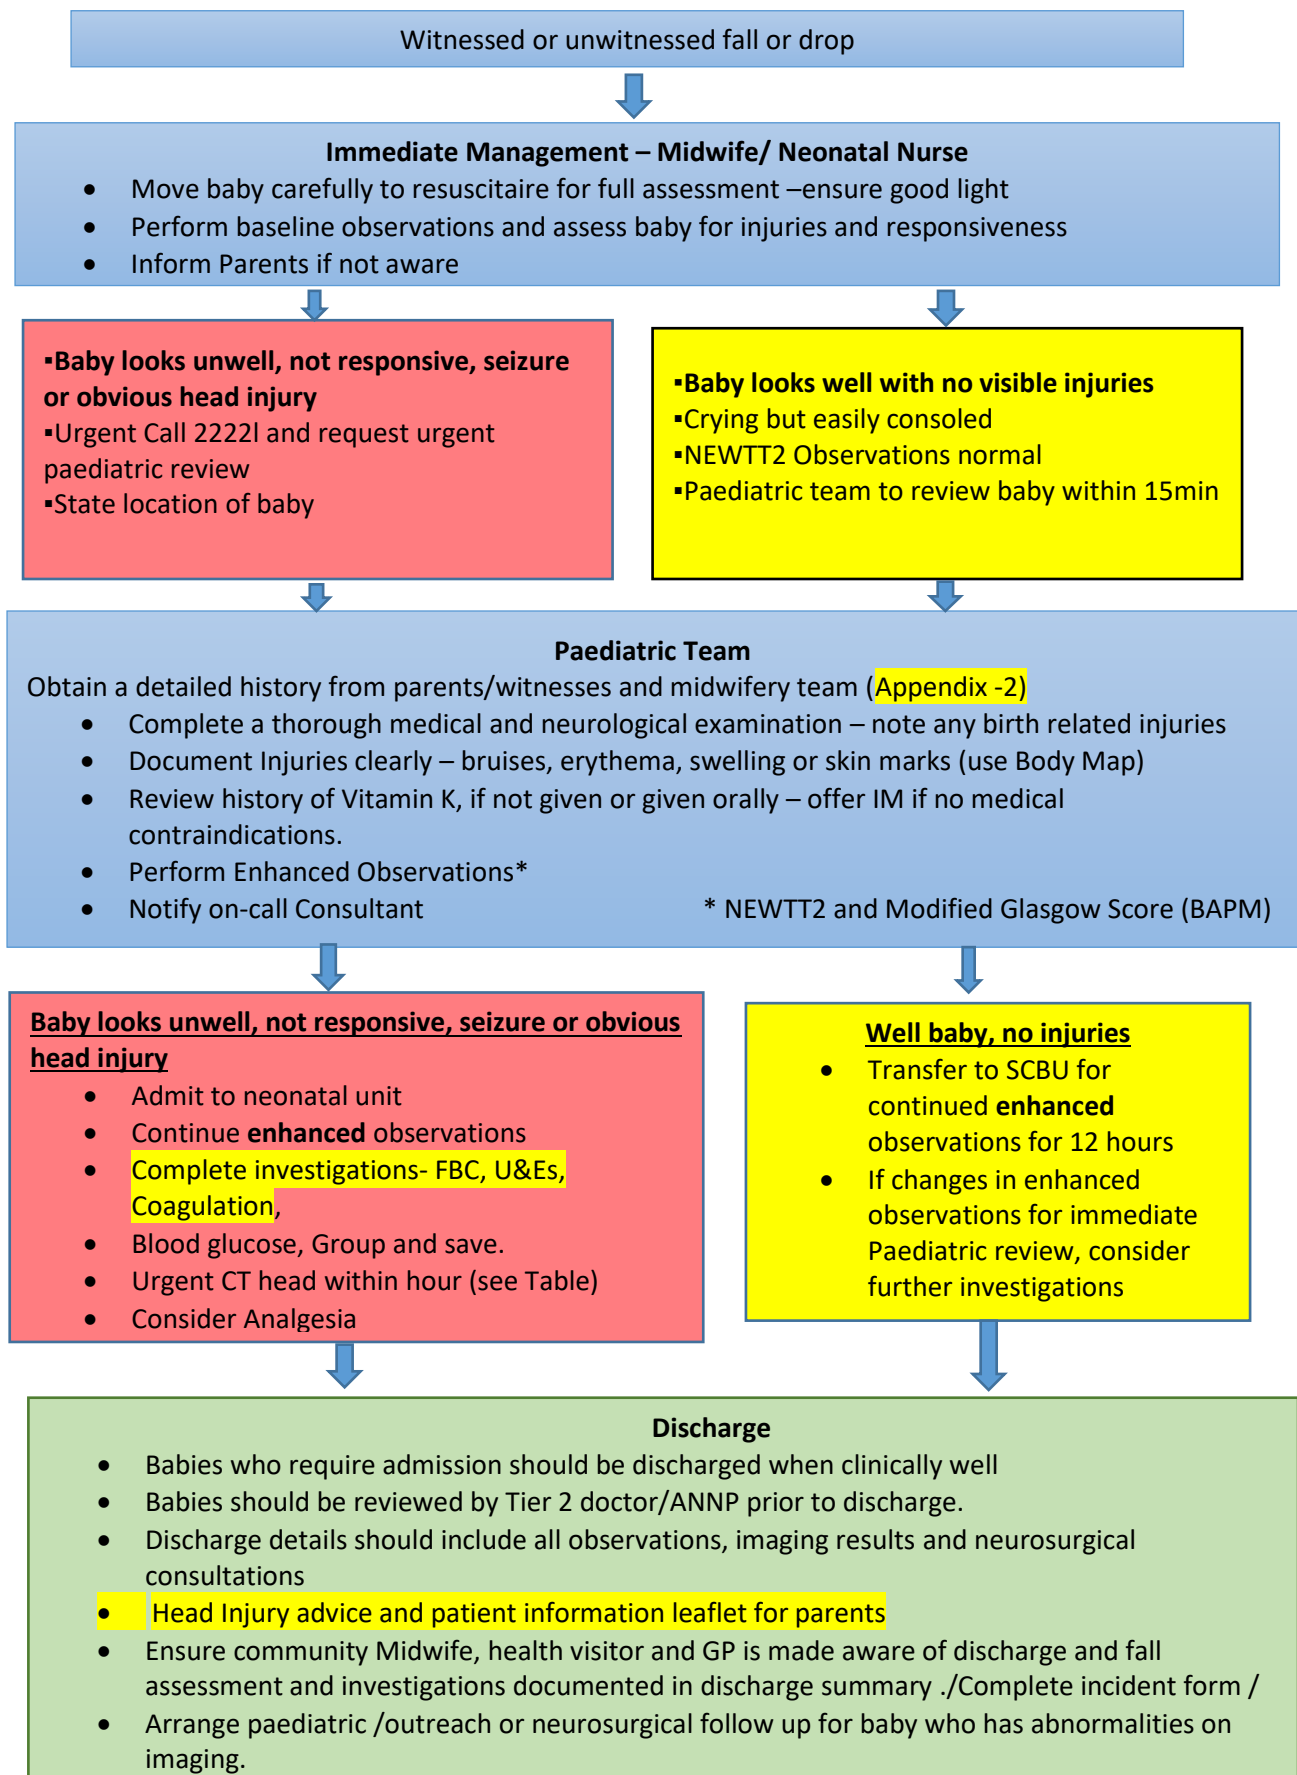 Witnessed or unwitnessed fall or drop
Immediate Management – Midwife/ Neonatal Nurse
• Move baby carefully to resuscitaire for full assessment –ensure good light
• Perform baseline observations and assess baby for injuries and responsiveness
• Inform Parents if not aware
▪Baby looks unwell, not responsive, seizure
or obvious head injury
▪Urgent Call 2222l and request urgent
paediatric review
▪State location of baby
▪Baby looks well with no visible injuries
▪Crying but easily consoled
▪NEWTT2 Observations normal
▪Paediatric team to review baby within 15min
Paediatric Team
Obtain a detailed history from parents/witnesses and midwifery team (Appendix -2)
• Complete a thorough medical and neurological examination – note any birth related injuries
• Document Injuries clearly – bruises, erythema, swelling or skin marks (use Body Map)
• Review history of Vitamin K, if not given or given orally – offer IM if no medical
contraindications.
• Perform Enhanced Observations*
• Notify on-call Consultant * NEWTT2 and Modified Glasgow Score (BAPM)
Baby looks unwell, not responsive, seizure or obvious
head injury
• Admit to neonatal unit
• Continue enhanced observations
• Complete investigations- FBC, U&Es,
Coagulation,
• Blood glucose, Group and save.
• Urgent CT head within hour (see Table)
• Consider Analgesia
Well baby, no injuries
• Transfer to SCBU for
continued enhanced
observations for 12 hours
• If changes in enhanced
observations for immediate
Paediatric review, consider
further investigations
Discharge
• Babies who require admission should be discharged when clinically well
• Babies should be reviewed by Tier 2 doctor/ANNP prior to discharge.
• Discharge details should include all observations, imaging results and neurosurgical
consultations
• Head Injury advice and patient information leaflet for parents
• Ensure community Midwife, health visitor and GP is made aware of discharge and fall
assessment and investigations documented in discharge summary ./Complete incident form /
• Arrange paediatric /outreach or neurosurgical follow up for baby who has abnormalities on
imaging.